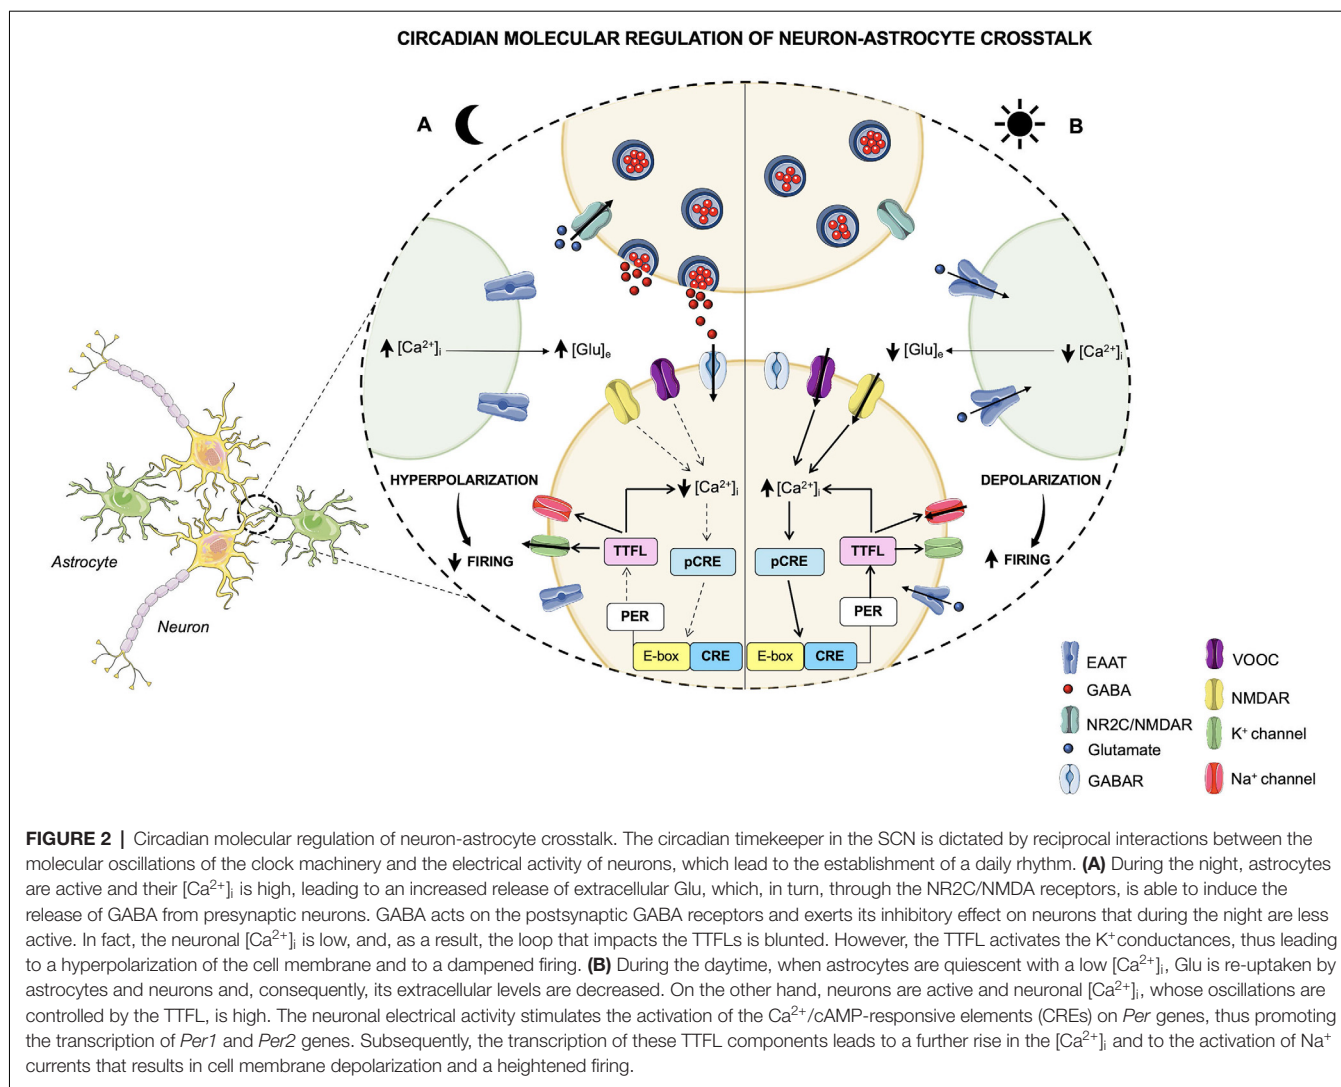 CIRCADIAN MOLECULAR REGULATION OF NEURON-ASTROCYTE CROSSTALK
A
B
[Ca²⁺]ᵢ
[Glu]ₑ
[Glu]ₑ
[Ca²⁺]ᵢ
HYPERPOLARIZATION
FIRING
DEPOLARIZATION
FIRING
[Ca²⁺]ᵢ
[Ca²⁺]ᵢ
TTFL
pCRE
pCRE
TTFL
PER
PER
E-box
CRE
E-box
CRE
Astrocyte
Neuron
EAAT
GABA
NR2C/NMDAR
Glutamate
GABAR
VOOC
NMDAR
K⁺ channel
Na⁺ channel
FIGURE 2 | Circadian molecular regulation of neuron-astrocyte crosstalk. The circadian timekeeper in the SCN is dictated by reciprocal interactions between the
molecular oscillations of the clock machinery and the electrical activity of neurons, which lead to the establishment of a daily rhythm. (A) During the night, astrocytes
are active and their [Ca²⁺]ᵢ is high, leading to an increased release of extracellular Glu, which, in turn, through the NR2C/NMDA receptors, is able to induce the
release of GABA from presynaptic neurons. GABA acts on the postsynaptic GABA receptors and exerts its inhibitory effect on neurons that during the night are less
active. In fact, the neuronal [Ca²⁺]ᵢ is low, and, as a result, the loop that impacts the TTFLs is blunted. However, the TTFL activates the K⁺conductances, thus leading
to a hyperpolarization of the cell membrane and to a dampened firing. (B) During the daytime, when astrocytes are quiescent with a low [Ca²⁺]ᵢ, Glu is re-uptaken by
astrocytes and neurons and, consequently, its extracellular levels are decreased. On the other hand, neurons are active and neuronal [Ca²⁺]ᵢ, whose oscillations are
controlled by the TTFL, is high. The neuronal electrical activity stimulates the activation of the Ca²⁺/cAMP-responsive elements (CREs) on Per genes, thus promoting
the transcription of Per1 and Per2 genes. Subsequently, the transcription of these TTFL components leads to a further rise in the [Ca²⁺]ᵢ and to the activation of Na⁺
currents that results in cell membrane depolarization and a heightened firing.